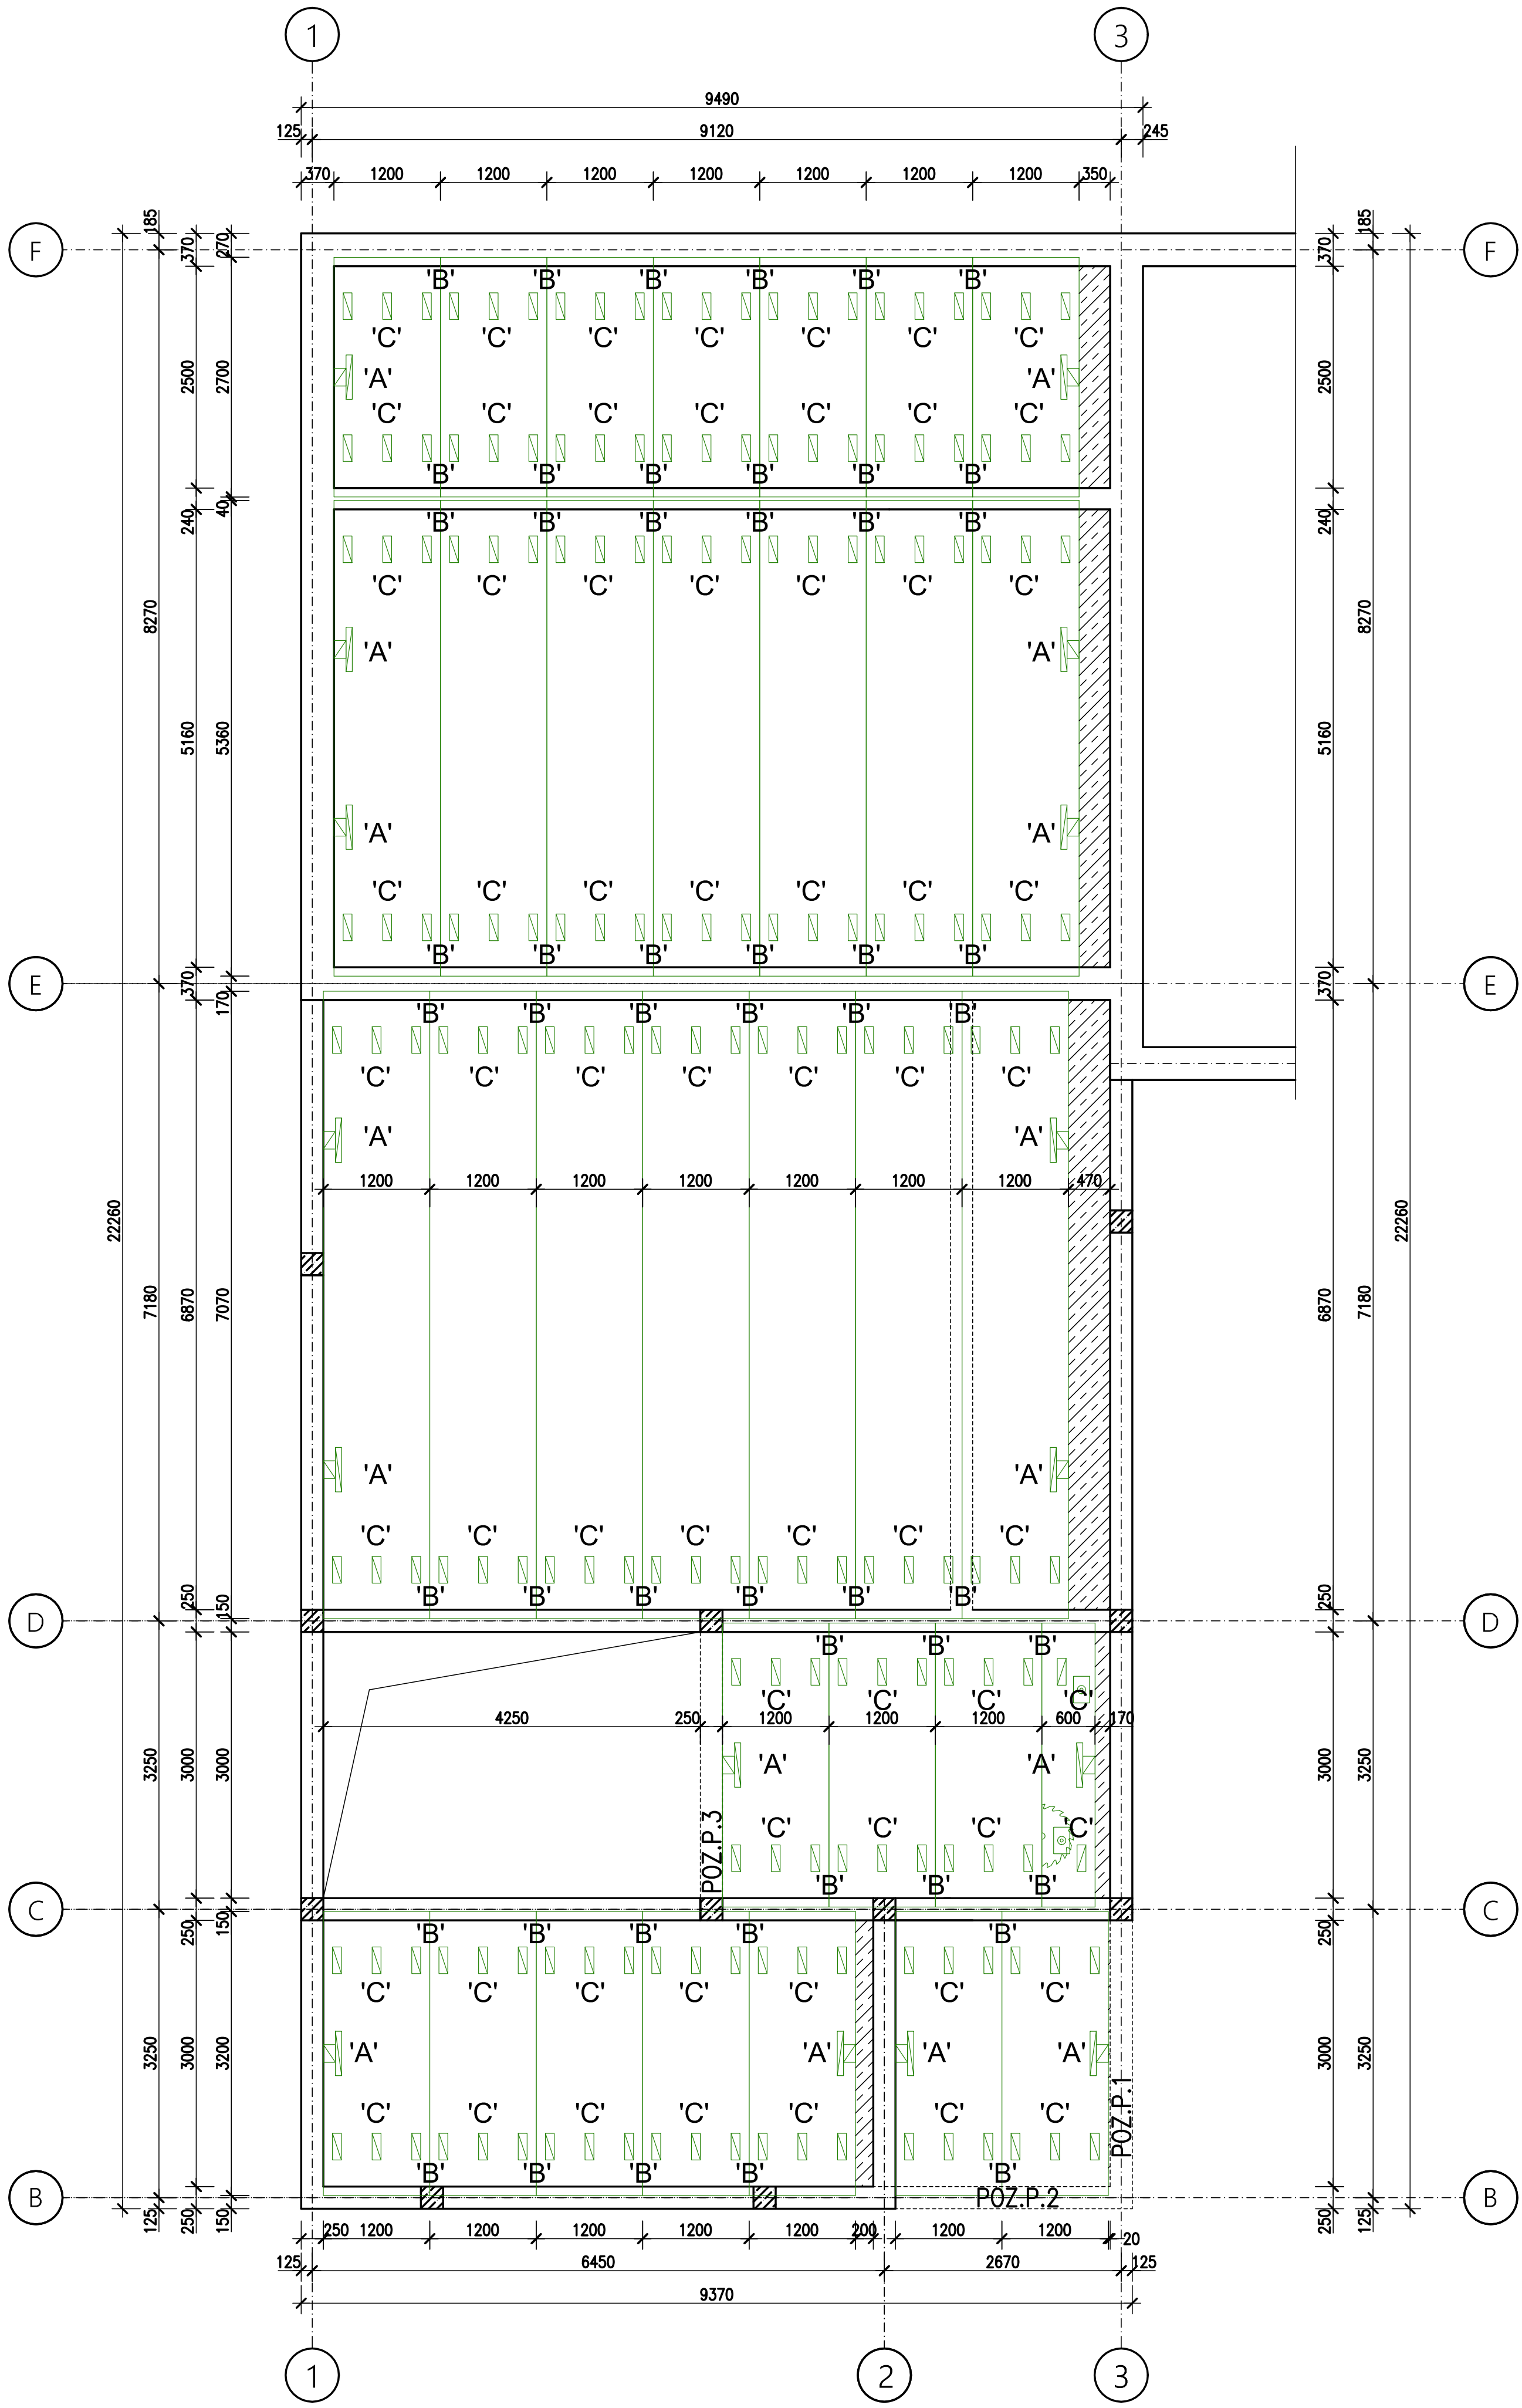 1 3
9490
125 9120 245
370 1200 1200 1200 1200 1200 1200 1200 350
185 185
F 370 270 370 F
'B' 'B' 'B' 'B' 'B' 'B'
'C' 'C' 'C' 'C' 'C' 'C' 'C'
2500 2700 'A' 'A' 2500
'C' 'C' 'C' 'C' 'C' 'C' 'C'
'B' 'B' 'B' 'B' 'B' 'B'
240 40 'B' 'B' 'B' 'B' 'B' 'B' 240
'C' 'C' 'C' 'C' 'C' 'C' 'C'
8270 8270
'A' 'A'
5160 5360 5160
'A' 'A'
'C' 'C' 'C' 'C' 'C' 'C' 'C'
'B' 'B' 'B' 'B' 'B' 'B'
E 370 370 E
170 'B' 'B' 'B' 'B' 'B' 'B'
'C' 'C' 'C' 'C' 'C' 'C' 'C'
'A' 'A'
1200 1200 1200 1200 1200 1200 1200 470
22260 22260
7180 6870 7070 6870 7180
'A' 'A'
'C' 'C' 'C' 'C' 'C' 'C' 'C'
250 150 'B' 'B' 'B' 'B' 'B' 'B' 250
D D
'B' 'B' 'B'
'C' 'C' 'C' 'C'
4250 250 1200 1200 1200 600 170
3250 3000 3000 'A' 'A' 3000 3250
POZ.P.3 'C' 'C' 'C' 'C'
'B' 'B' 'B'
C C
250 150 'B' 'B' 'B' 'B' 'B' 250
'C' 'C' 'C' 'C' 'C' 'C' 'C'
3250 3000 3200 'A' 'A' 'A' 'A' 3000 3250
POZ.P.1
'C' 'C' 'C' 'C' 'C' 'C' 'C'
'B' 'B' 'B' 'B' 'B'
B POZ.P.2 B
125 250 150 250 125
250 1200 1200 1200 1200 1200 200 1200 1200 20
125 6450 2670 125
9370
1 2 3